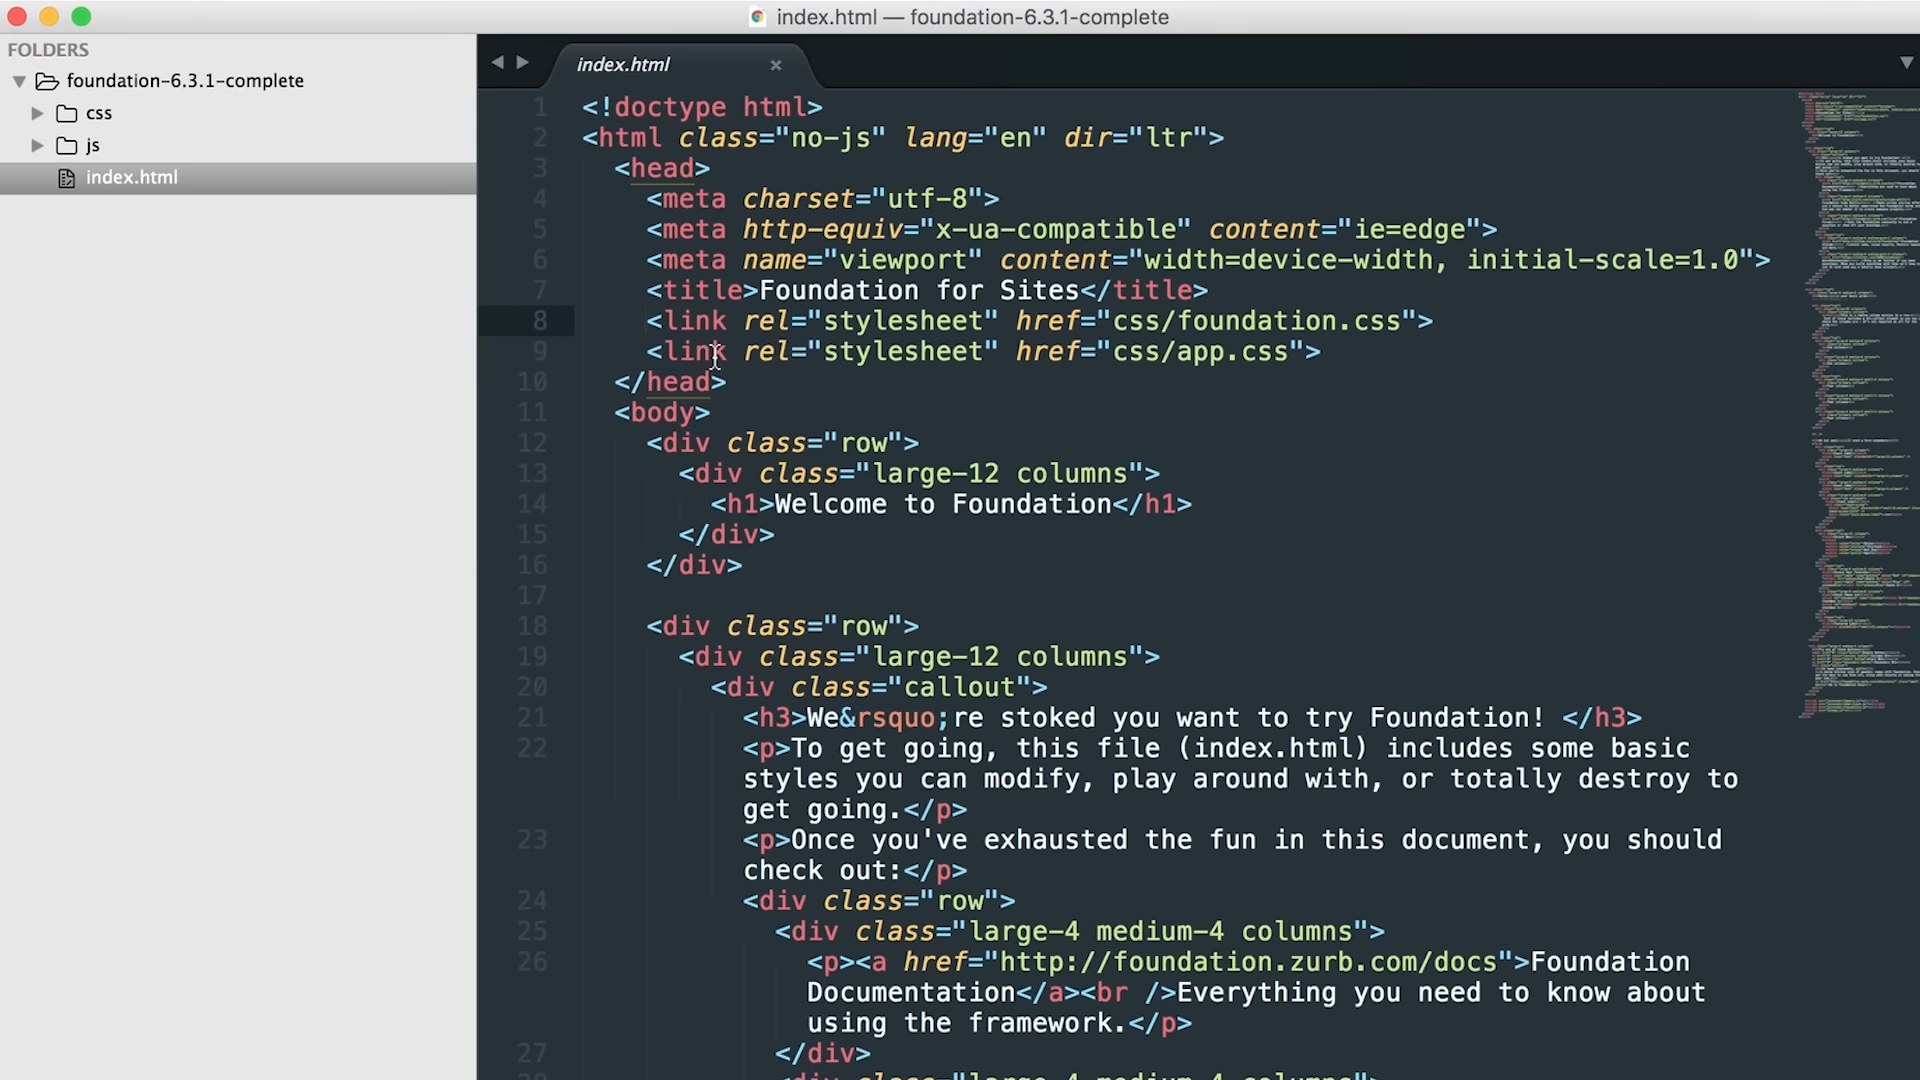 index.html — foundation-6.3.1-complete
FOLDERS
foundation-6.3.1-complete
css
js
index.html
index.html
1 <!doctype html>
2 <html class="no-js" lang="en" dir="ltr">
3 <head>
4 <meta charset="utf-8">
5 <meta http-equiv="x-ua-compatible" content="ie=edge">
6 <meta name="viewport" content="width=device-width, initial-scale=1.0">
7 <title>Foundation for Sites</title>
8 <link rel="stylesheet" href="css/foundation.css">
9 <link rel="stylesheet" href="css/app.css">
10 </head>
11 <body>
12 <div class="row">
13 <div class="large-12 columns">
14 <h1>Welcome to Foundation</h1>
15 </div>
16 </div>
17
18 <div class="row">
19 <div class="large-12 columns">
20 <div class="callout">
21 <h3>We&rsquo;re stoked you want to try Foundation! </h3>
22 <p>To get going, this file (index.html) includes some basic
styles you can modify, play around with, or totally destroy to
get going.</p>
23 <p>Once you've exhausted the fun in this document, you should
check out:</p>
24 <div class="row">
25 <div class="large-4 medium-4 columns">
26 <p><a href="http://foundation.zurb.com/docs">Foundation
Documentation</a><br />Everything you need to know about
using the framework.</p>
27 </div>
28 <div class="large-4 medium-4 columns">